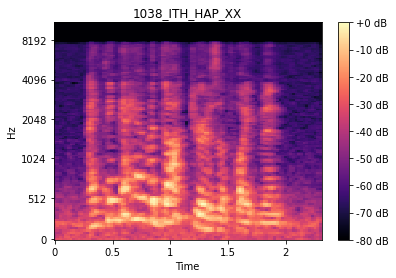 1038_ITH_HAP_XX
+0 dB
8192
-10 dB
4096
-20 dB
-30 dB
Hz
2048
-40 dB
1024
-50 dB
512
-60 dB
-70 dB
0
-80 dB
0 0.5 1 1.5 2
Time